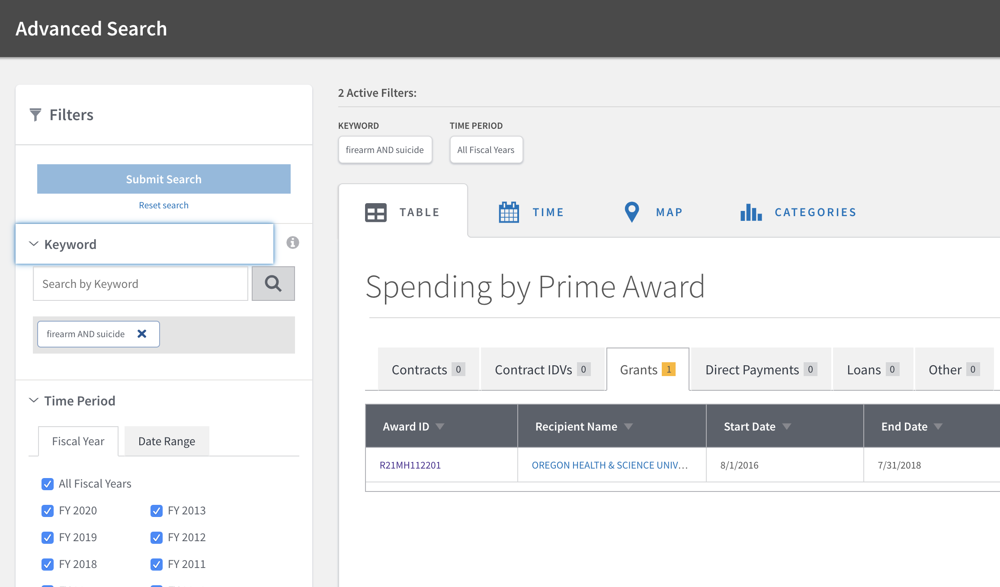 Advanced Search
Filters
Submit Search
Reset search
Keyword
Search by Keyword
firearm AND suicide
Time Period
Fiscal Year
Date Range
All Fiscal Years
FY 2020
FY 2013
FY 2019
FY 2012
FY 2018
FY 2011
2 Active Filters:
KEYWORD
TIME PERIOD
firearm AND suicide
All Fiscal Years
TABLE
TIME
MAP
CATEGORIES
Spending by Prime Award
Contracts 0
Contract IDVs 0
Grants 1
Direct Payments 0
Loans 0
Other 0
Award ID
Recipient Name
Start Date
End Date
R21MH112201
OREGON HEALTH & SCIENCE UNIV...
8/1/2016
7/31/2018